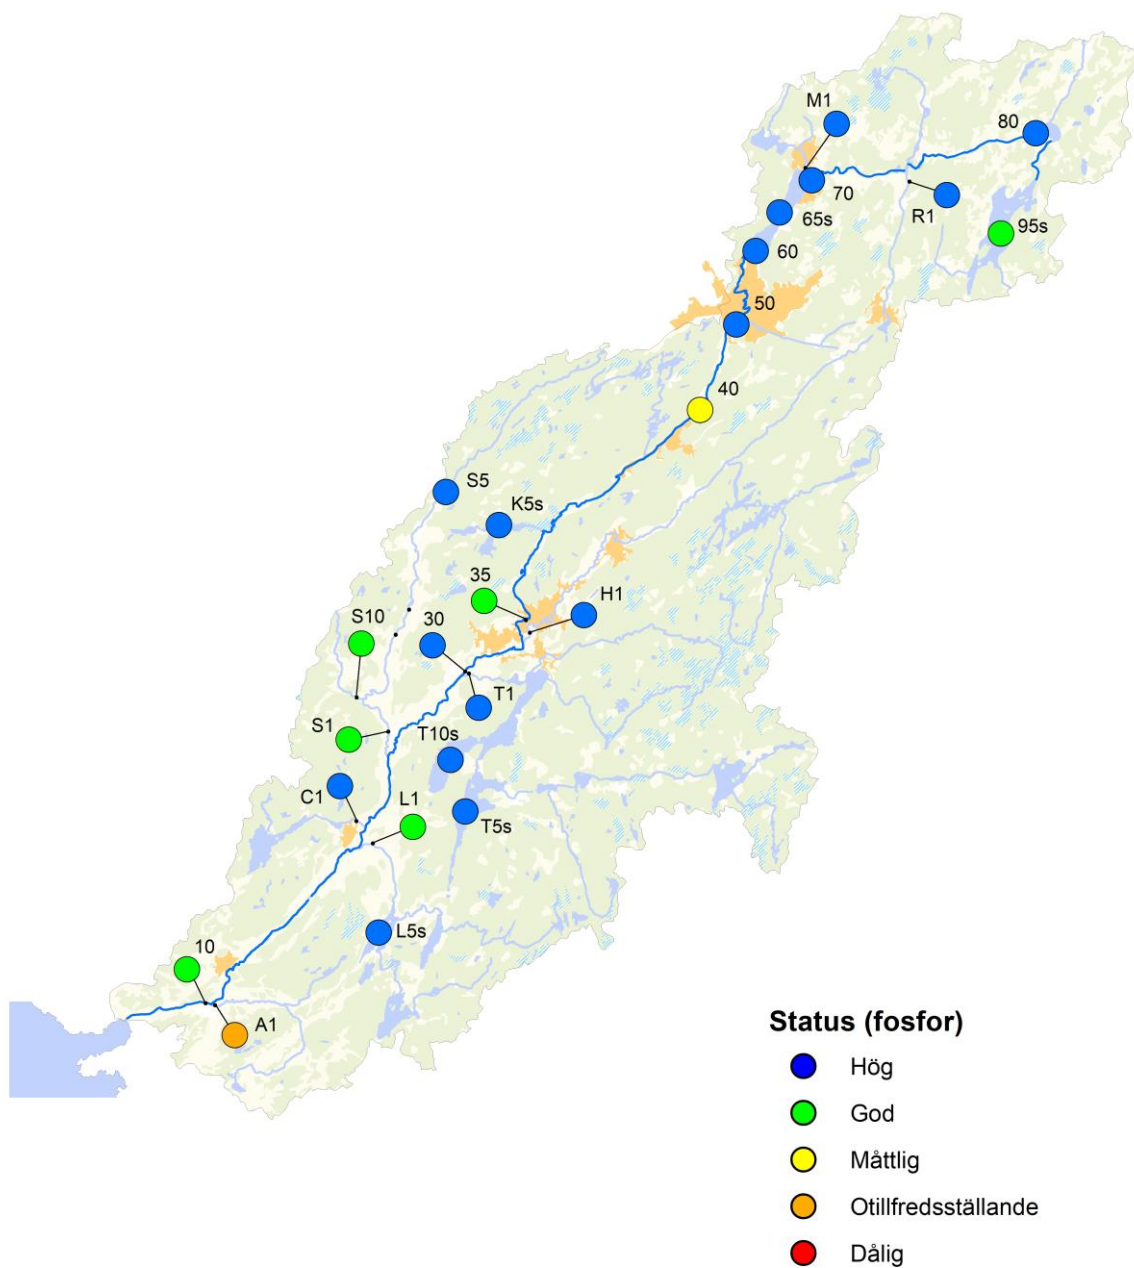 M1
80
70
R1
65s
95s
60
50
40
S5
K5s
35
H1
S10
30
T1
S1
T10s
C1
L1
T5s
L5s
10
A1
Status (fosfor)
Hög
God
Måttlig
Otillfredsställande
Dålig